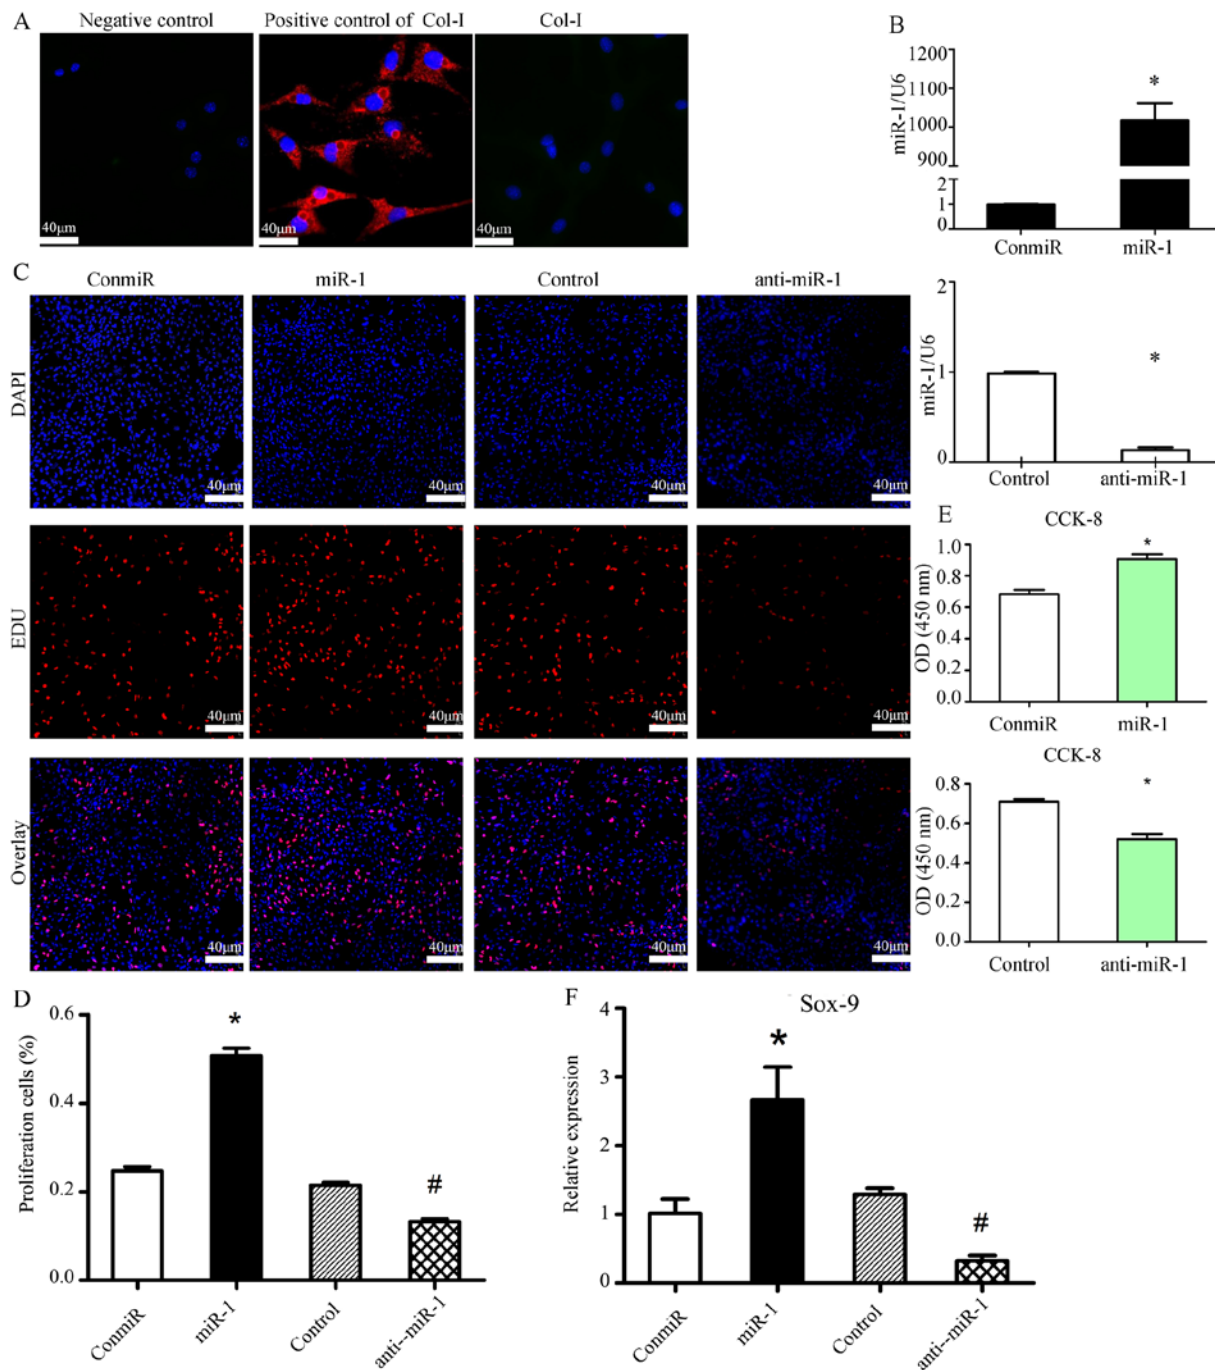 A
Negative control
Positive control of Col-I
Col-I
40μm
40μm
40μm
B
miR-1/U6
1200
1100
1000
900
2
1
0
*
ConmiR
miR-1
miR-1/U6
2
1
0
*
Control
anti-miR-1
C
ConmiR
miR-1
Control
anti-miR-1
DAPI
40μm
40μm
40μm
40μm
EDU
40μm
40μm
40μm
40μm
Overlay
40μm
40μm
40μm
40μm
E
CCK-8
OD (450 nm)
1.0
0.8
0.6
0.4
0.2
0.0
*
ConmiR
miR-1
CCK-8
OD (450 nm)
0.8
0.6
0.4
0.2
0.0
*
Control
anti-miR-1
D
Proliferation cells (%)
0.6
0.4
0.2
0.0
*
#
ConmiR
miR-1
Control
anti--miR-1
F
Sox-9
Relative expression
4
3
2
1
0
*
#
ConmiR
miR-1
Control
anti--miR-1